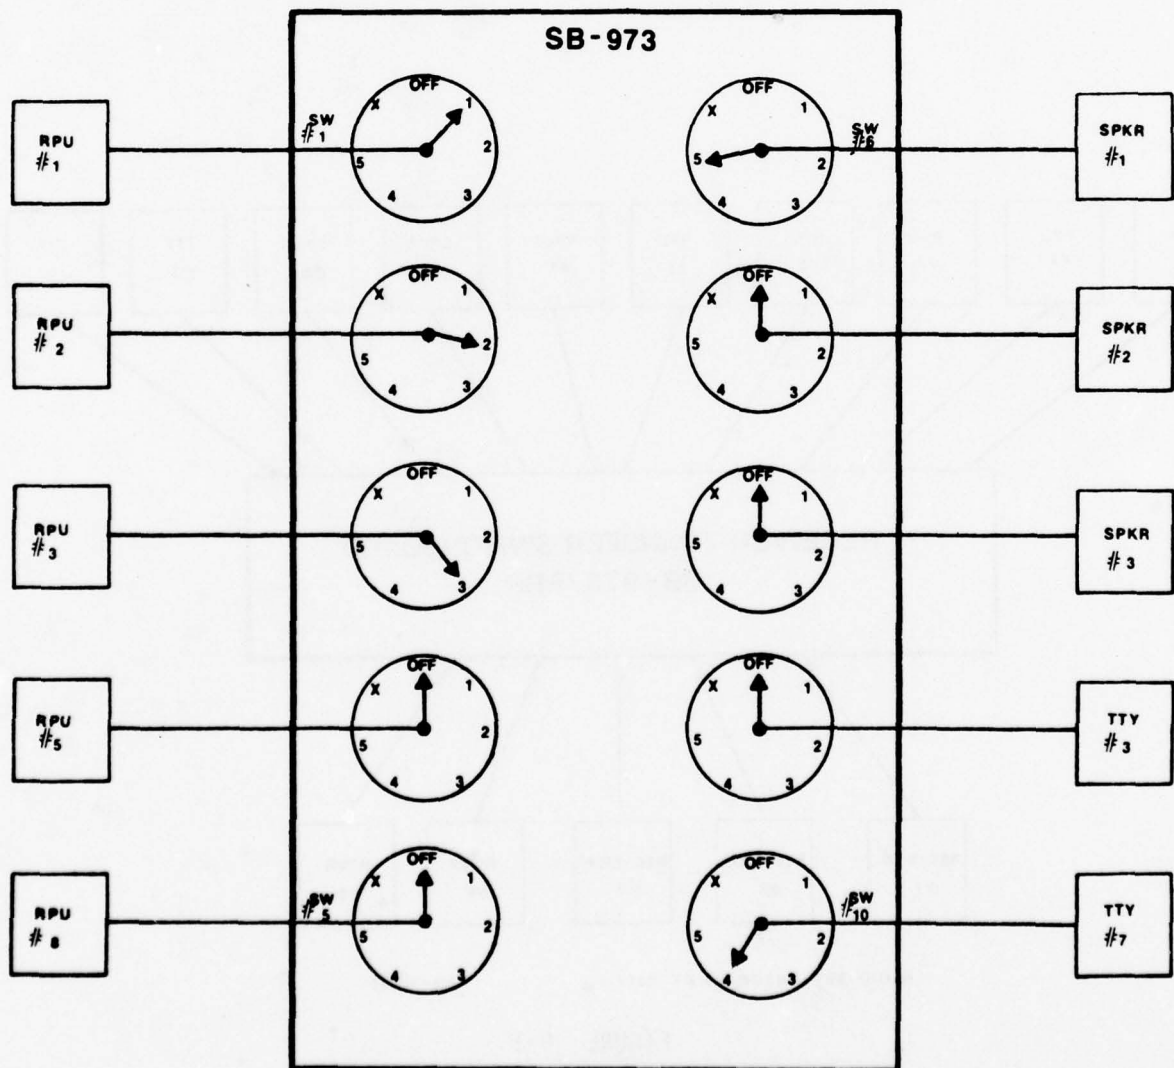 SB-973
OFF
X 1
5 2
4 3
RPU
#1
SW
#1
OFF
X 1
5 2
4 3
SW
#6
SPKR
#1
OFF
X 1
5 2
4 3
RPU
#2
OFF
X 1
5 2
4 3
SPKR
#2
OFF
X 1
5 2
4 3
RPU
#3
OFF
X 1
5 2
4 3
SPKR
#3
OFF
X 1
5 2
4 3
RPU
#5
OFF
X 1
5 2
4 3
TTY
#3
OFF
X 1
5 2
4 3
RPU
#8
SW
#5
OFF
X 1
5 2
4 3
SW
#10
TTY
#7